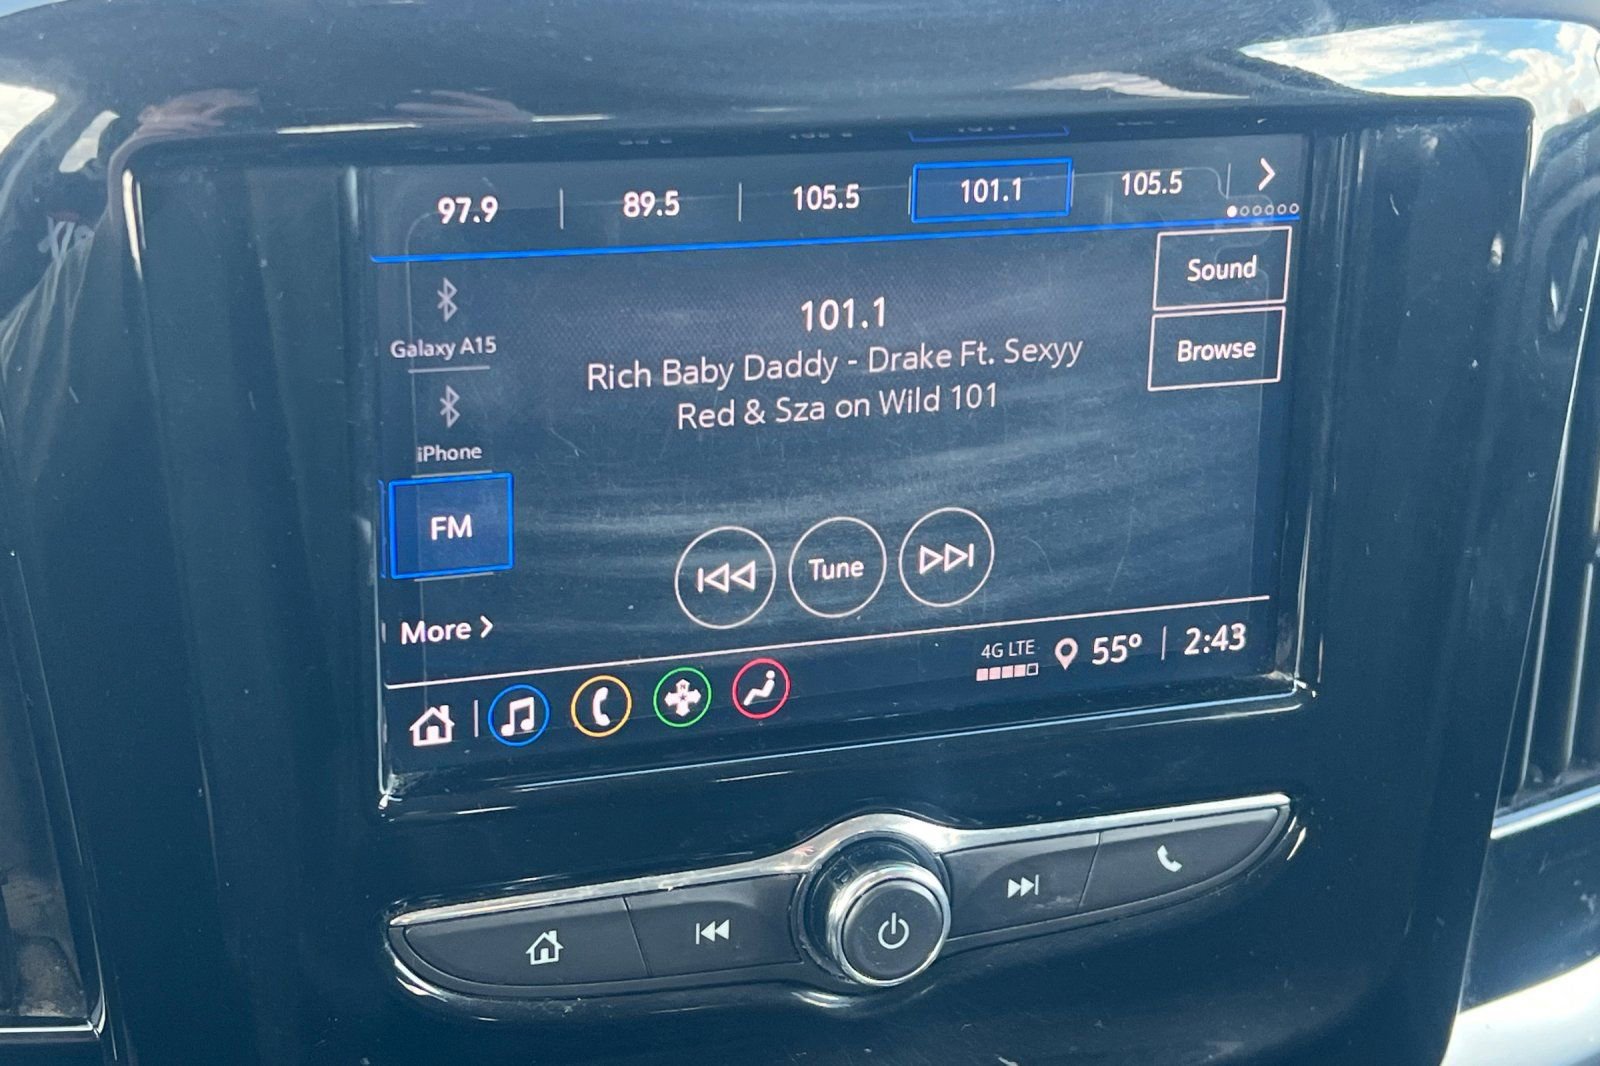 97.9
89.5
105.5
101.1
105.5
Sound
Browse
Galaxy A15
iPhone
FM
More
101.1
Rich Baby Daddy - Drake Ft. Sexyy
Red & Sza on Wild 101
Tune
4G LTE
55°
2:43